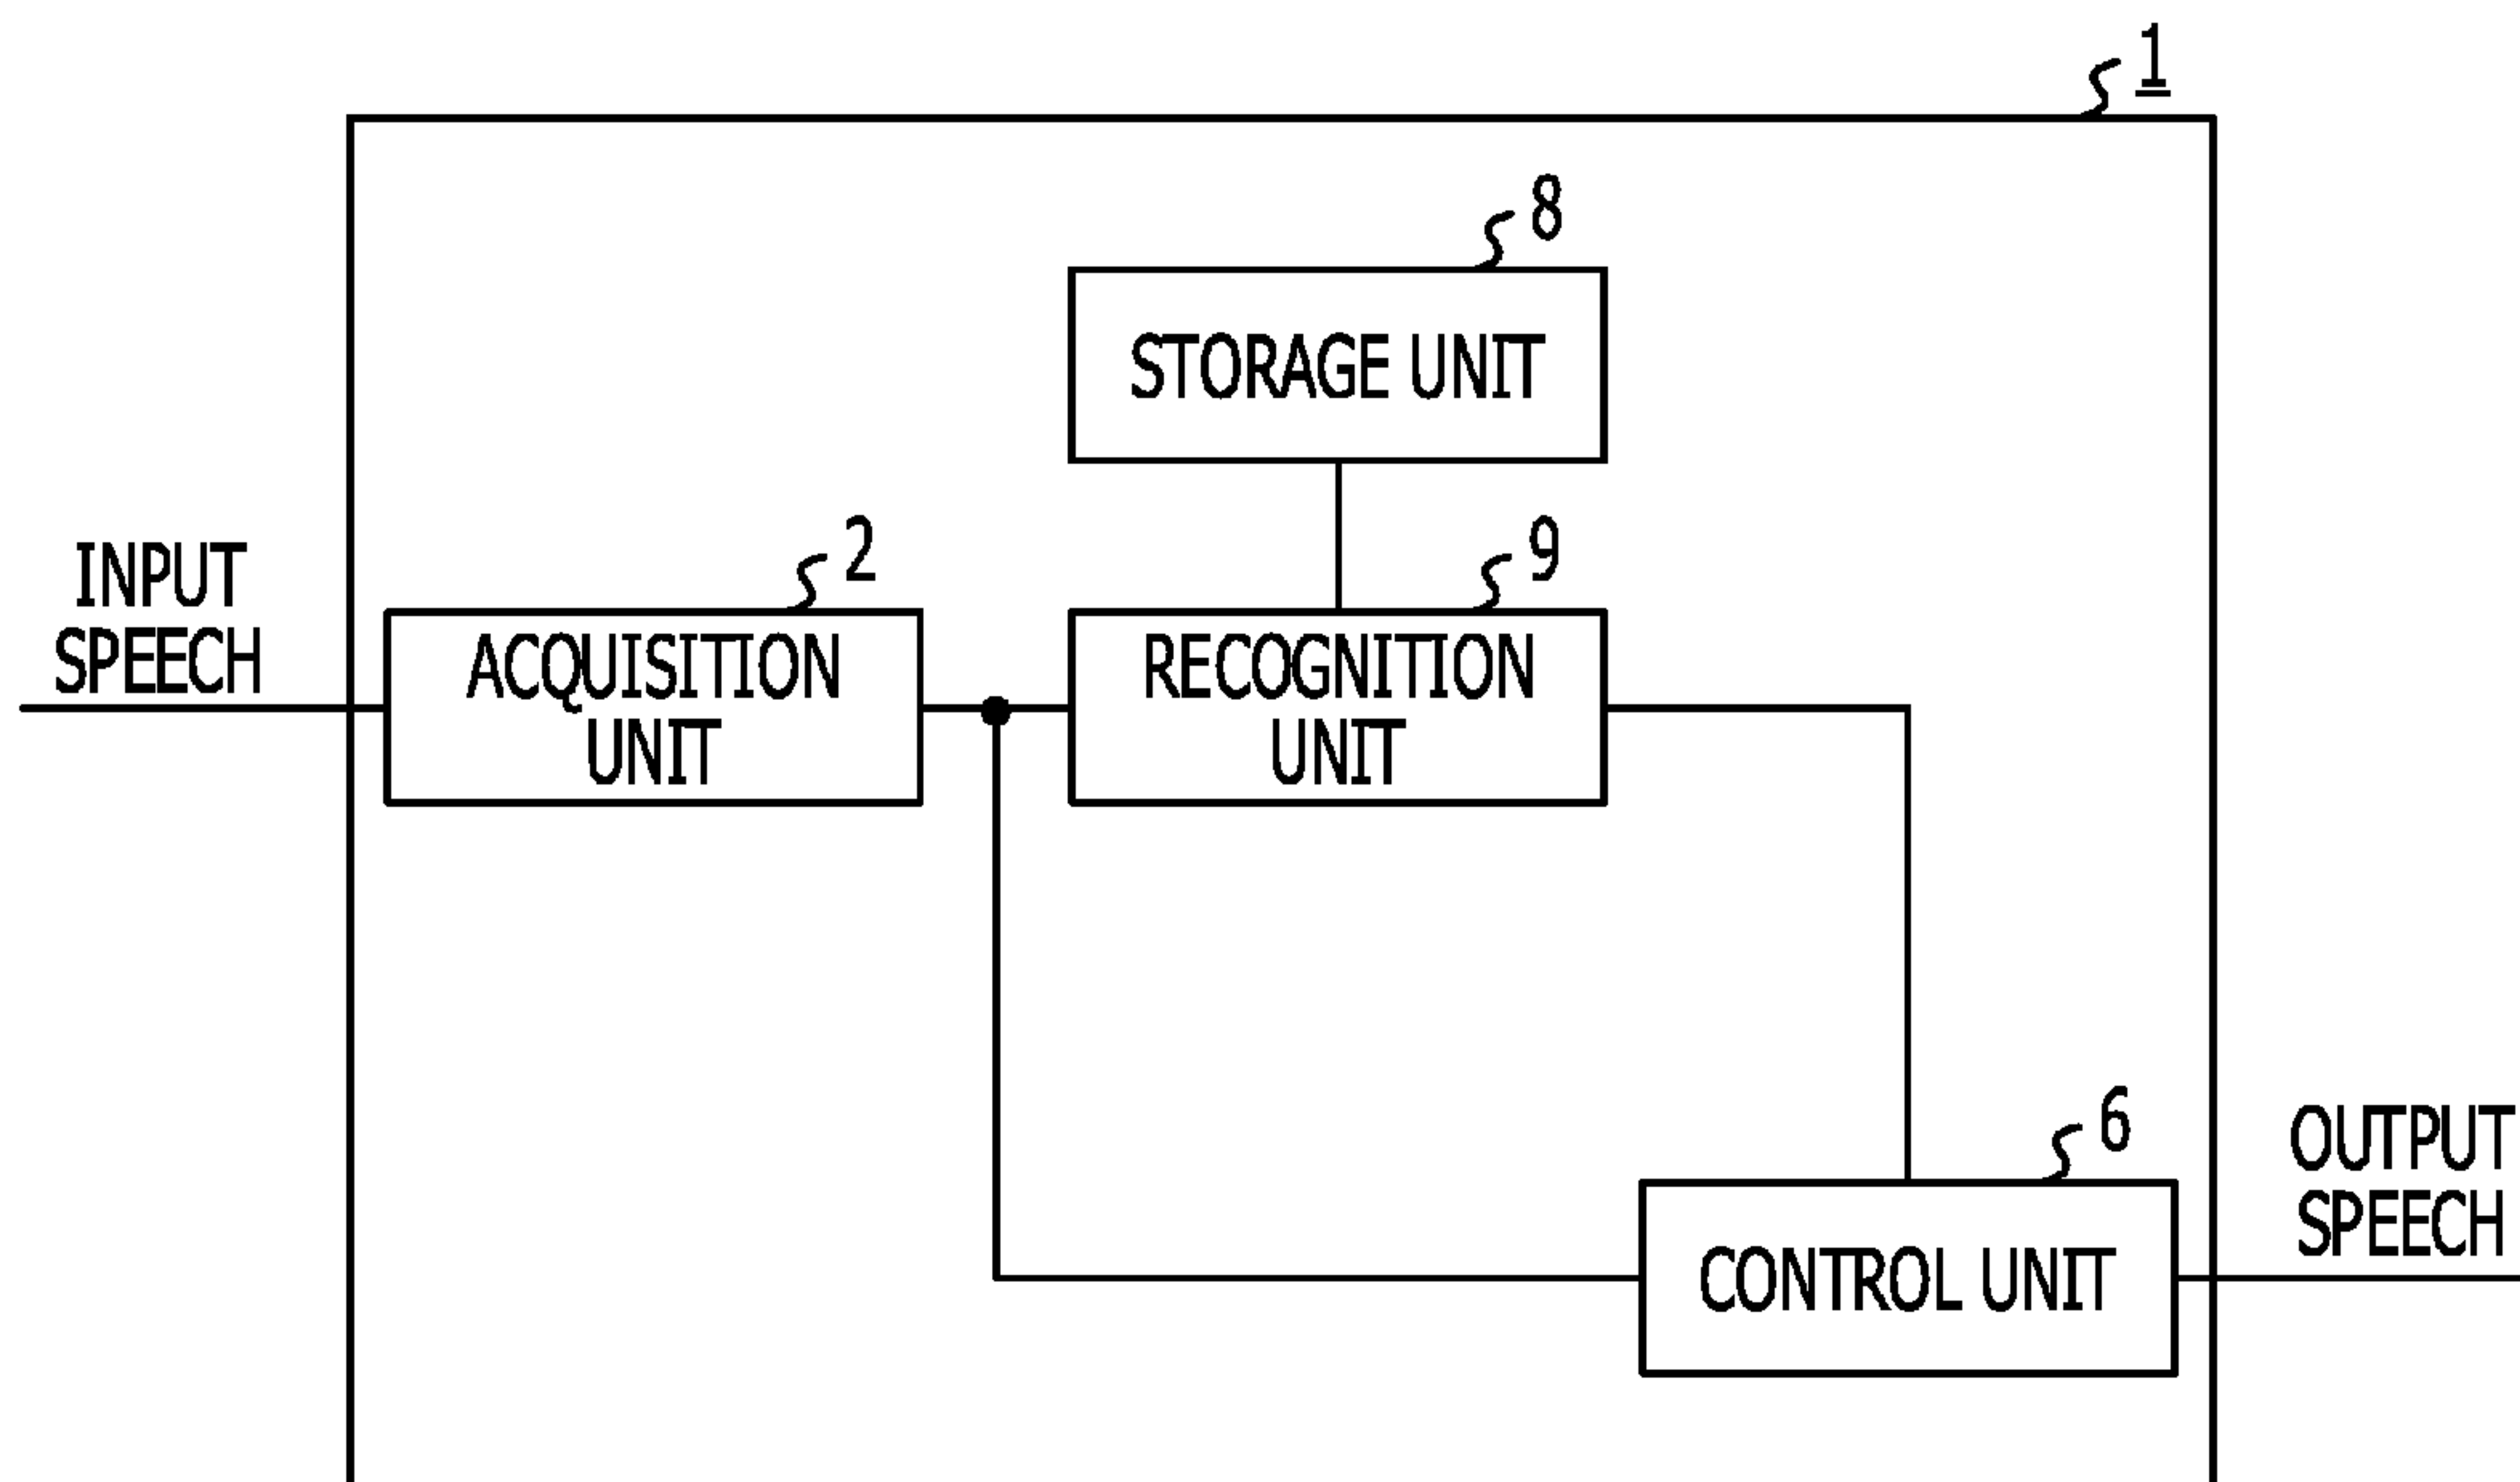 1
8
STORAGE UNIT
INPUT
SPEECH
2
ACQUISITION
UNIT
9
RECOGNITION
UNIT
6
CONTROL UNIT
OUTPUT
SPEECH